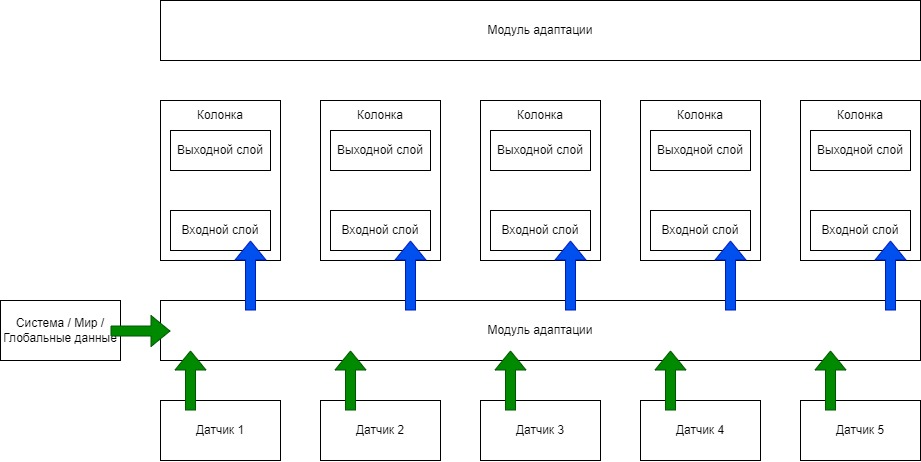 Модуль адаптации
Колонка
Колонка
Колонка
Колонка
Колонка
Выходной слой
Выходной слой
Выходной слой
Выходной слой
Выходной слой
Входной слой
Входной слой
Входной слой
Входной слой
Входной слой
Система / Мир /
Глобальные данные
Модуль адаптации
Датчик 1
Датчик 2
Датчик 3
Датчик 4
Датчик 5